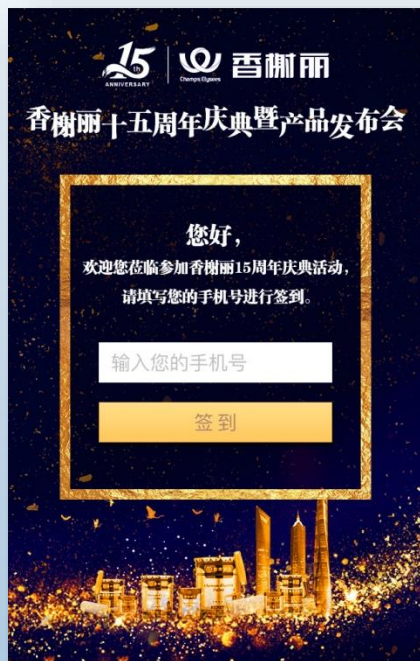 15th
ANNIVERSARY
Champs Elysees
香榭丽
香榭丽十五周年庆典暨产品发布会
您好，
欢迎您莅临参加香榭丽15周年庆典活动，
请填写您的手机号进行签到。
输入您的手机号
签到